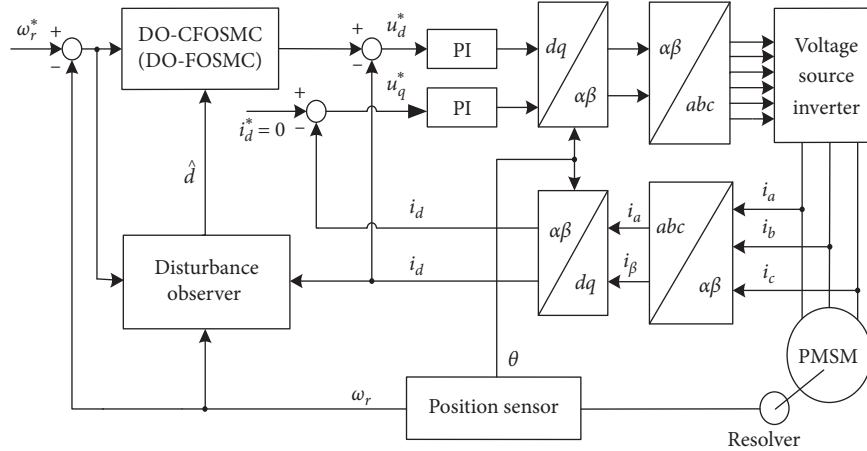 ω_r^*
+
−
DO-CFOSMC
(DO-FOSMC)
+
−
u_d^*
PI
dq
αβ
αβ
abc
Voltage
source
inverter
+
−
i_d^* = 0
u_q^*
PI
d̂
i_d
αβ
dq
i_a
abc
αβ
i_a
i_b
i_β
i_c
Disturbance
observer
i_d
PMSM
θ
ω_r
Position sensor
Resolver